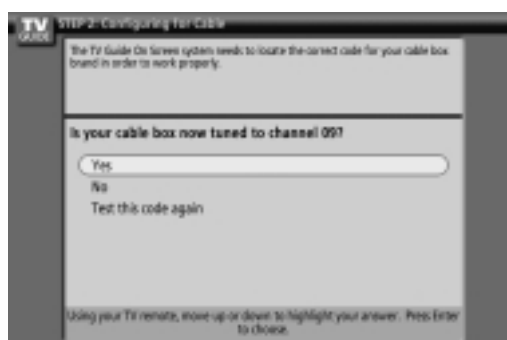 TV
GUIDE
STEP 2: Configuring for Cable
The TV Guide On Screen system needs to locate the correct code for your cable box
brand in order to work properly.
Is your cable box now tuned to channel 09?
Yes
No
Test this code again
Using your TV remote, move up or down to highlight your answer. Press Enter
to choose.